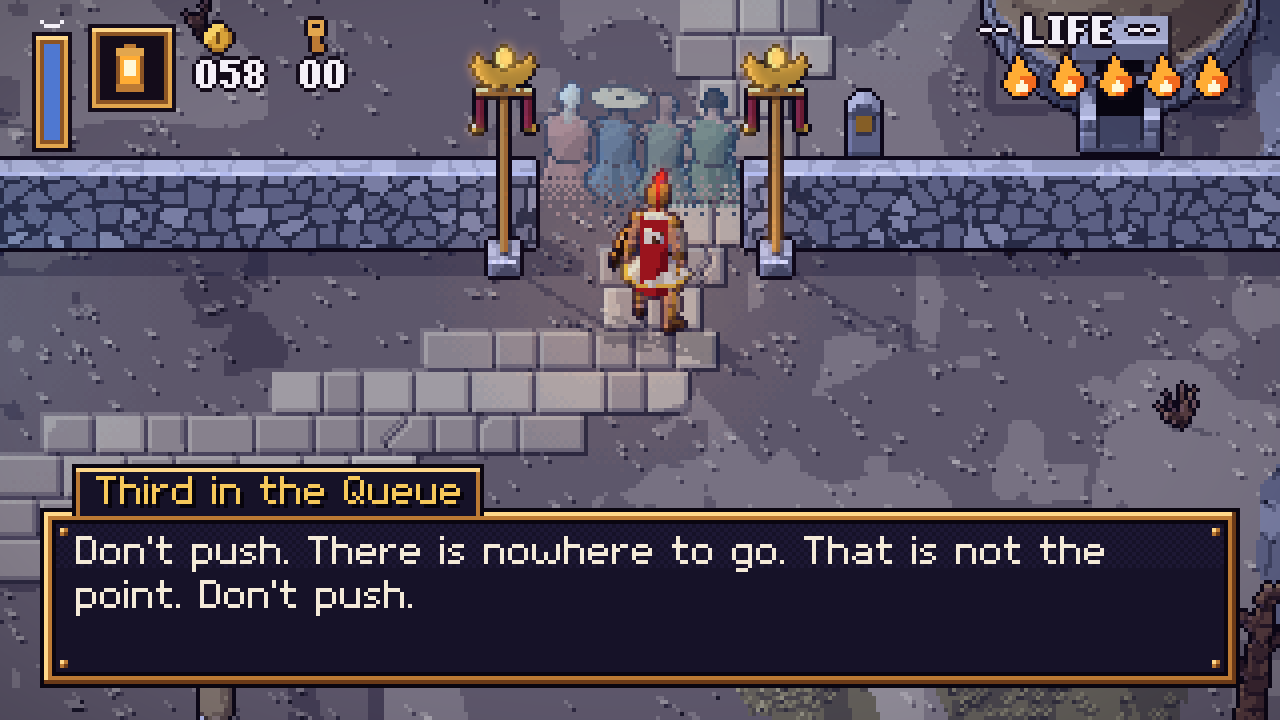 058 00
-- LIFE --
Third in the Queue
Don't push. There is nowhere to go. That is not the
point. Don't push.